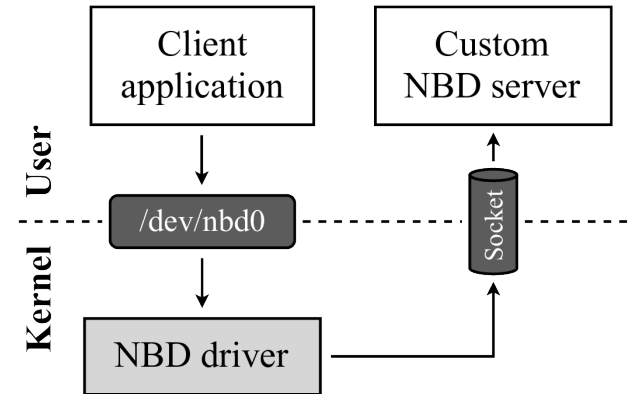 Client
application
Custom
NBD server
User
/dev/nbd0
Socket
Kernel
NBD driver